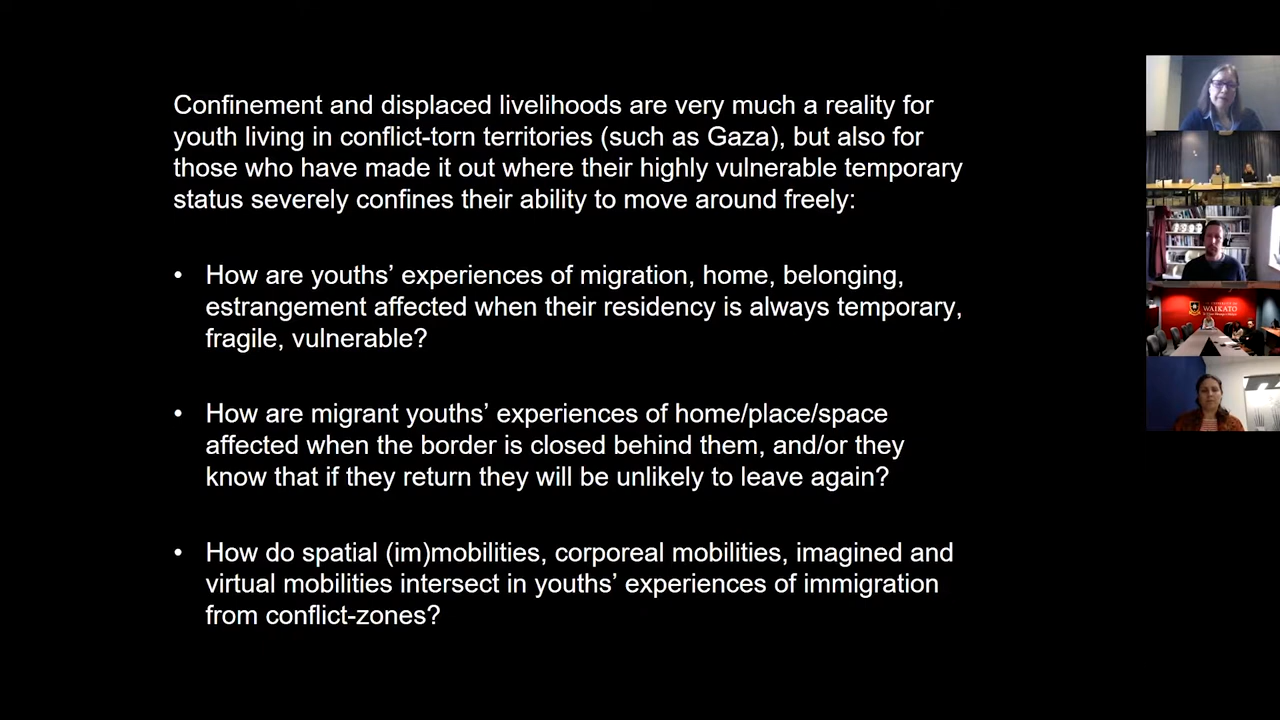 Confinement and displaced livelihoods are very much a reality for
youth living in conflict-torn territories (such as Gaza), but also for
those who have made it out where their highly vulnerable temporary
status severely confines their ability to move around freely:
• How are youths’ experiences of migration, home, belonging,
estrangement affected when their residency is always temporary,
fragile, vulnerable?
• How are migrant youths’ experiences of home/place/space
affected when the border is closed behind them, and/or they
know that if they return they will be unlikely to leave again?
• How do spatial (im)mobilities, corporeal mobilities, imagined and
virtual mobilities intersect in youths’ experiences of immigration
from conflict-zones?
WAIKATO